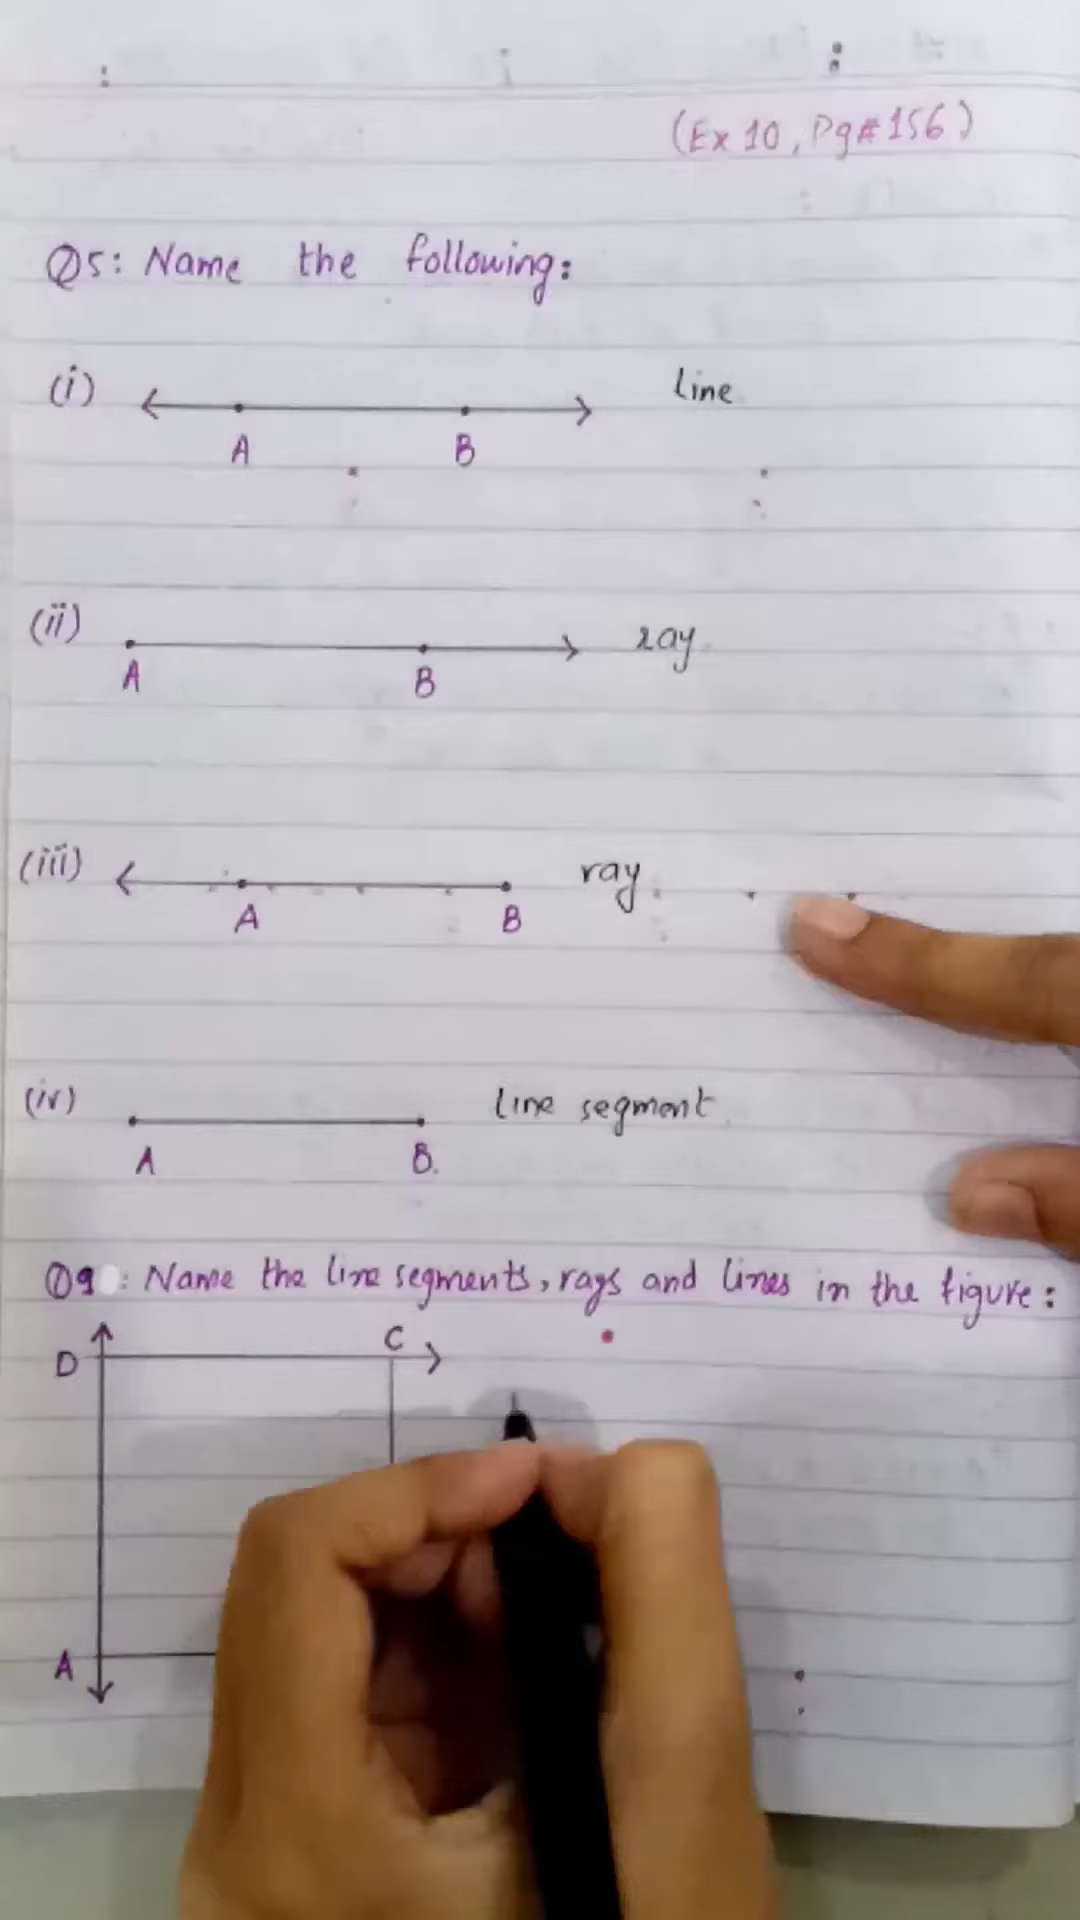 (Ex 10, Pg#156)
Q5: Name the following:
(i) line
A B
(ii) ray
A B
(iii) ray
A B
(iv) line segment
A B.
Q9: Name the line segments, rays and lines in the figure:
D C
A